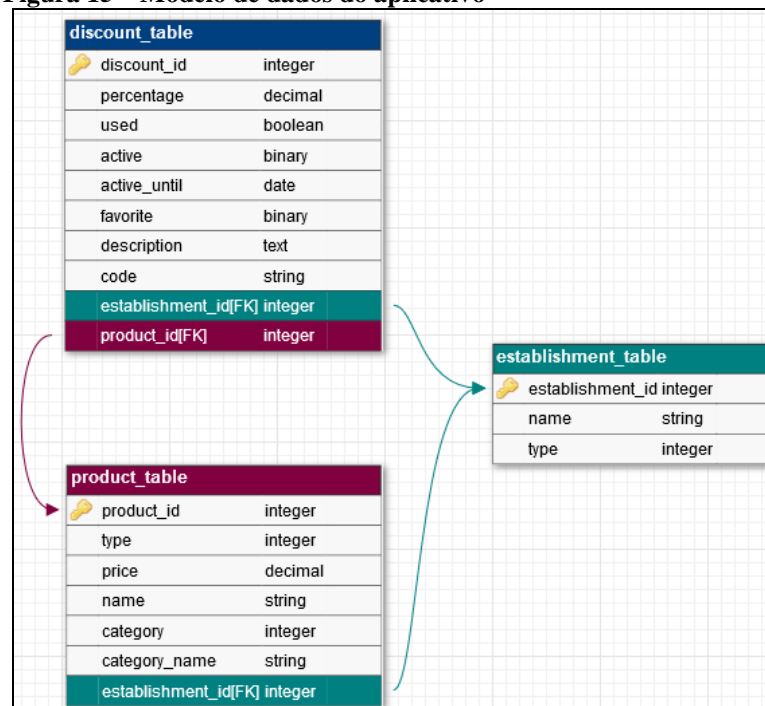 Figura 15 – Modelo de dados do aplicativo
discount_table
discount_id integer
percentage decimal
used boolean
active binary
active_until date
favorite binary
description text
code string
establishment_id[FK] integer
product_id[FK] integer
establishment_table
establishment_id integer
name string
type integer
product_table
product_id integer
type integer
price decimal
name string
category integer
category_name string
establishment_id[FK] integer